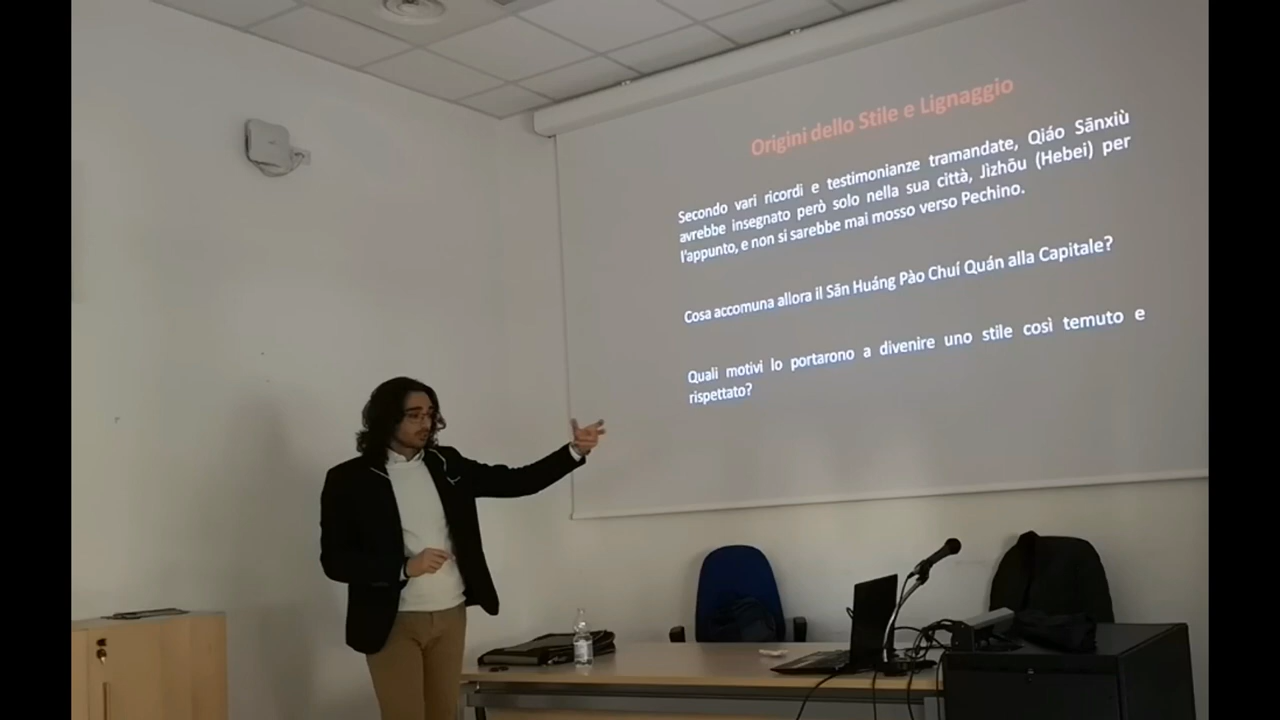 Origini dello Stile e Lignaggio
Secondo vari ricordi e testimonianze tramandate, Qiáo Sānxiù
avrebbe insegnato però solo nella sua città, Jìzhōu (Hebei) per
l'appunto, e non si sarebbe mai mosso verso Pechino.
Cosa accomuna allora il Sān Huáng Pào Chuí Quán alla Capitale?
Quali motivi lo portarono a divenire uno stile così temuto e
rispettato?